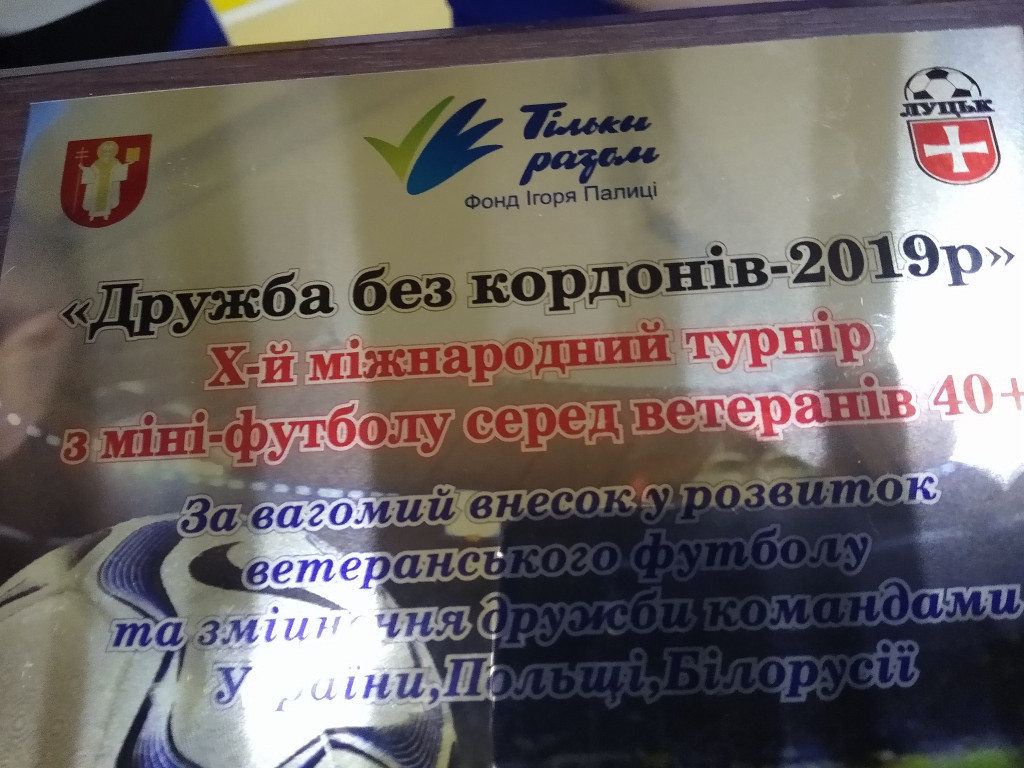 Тільки
разом
Фонд Ігоря Палиці
ЛУЦЬК
«Дружба без кордонів-2019р»
Х-й міжнародний турнір
з міні-футболу серед ветеранів 40+
За вагомий внесок у розвиток
ветеранського футболу
та зміцнення дружби командами
України,Польщі,Білорусії